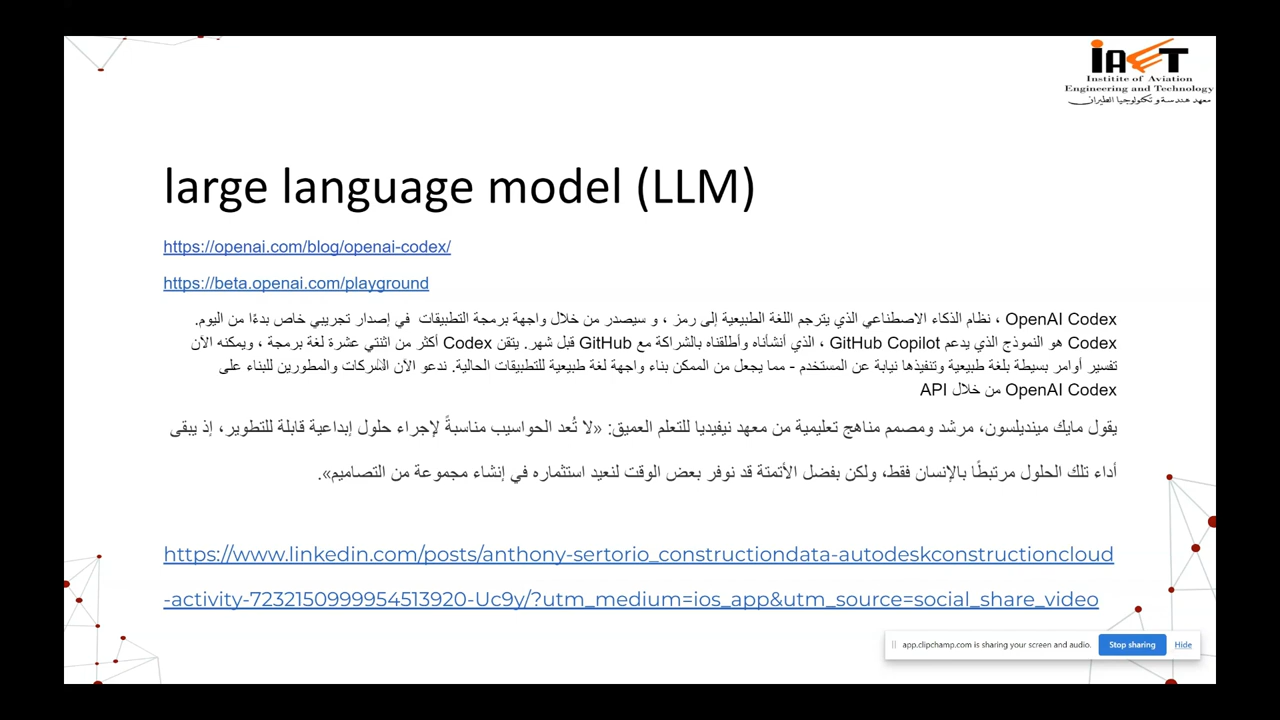 IAET
Institite of Aviation
Engineering and Technology
معهد هندسة و تكنولوجيا الطيران
large language model (LLM)
https://openai.com/blog/openai-codex/
https://beta.openai.com/playground
OpenAI Codex ، نظام الذكاء الاصطناعي الذي يترجم اللغة الطبيعية إلى رمز ، و سيصدر من خلال واجهة برمجة التطبيقات في إصدار تجريبي خاص بدءًا من اليوم.
Codex هو النموذج الذي يدعم GitHub Copilot ، الذي أنشأناه وأطلقناه بالشراكة مع GitHub قبل شهر. يتقن Codex أكثر من اثنتي عشرة لغة برمجة ، ويمكنه الآن
تفسير أوامر بسيطة بلغة طبيعية وتنفيذها نيابة عن المستخدم - مما يجعل من الممكن بناء واجهة لغة طبيعية للتطبيقات الحالية. ندعو الآن الشركات والمطورين للبناء على
OpenAI Codex من خلال API
يقول مايك مينديلسون، مرشد ومصمم مناهج تعليمية من معهد نيفيديا للتعلم العميق: «لا تُعد الحواسيب مناسبةً لإجراء حلول إبداعية قابلة للتطوير، إذ يبقى
أداء تلك الحلول مرتبطًا بالإنسان فقط، ولكن بفضل الأتمتة قد نوفر بعض الوقت لنعيد استثماره في إنشاء مجموعة من التصاميم».
https://www.linkedin.com/posts/anthony-sertorio_constructiondata-autodeskconstructioncloud
-activity-7232150999954513920-Uc9y/?utm_medium=ios_app&utm_source=social_share_video
app.clipchamp.com is sharing your screen and audio. Stop sharing Hide